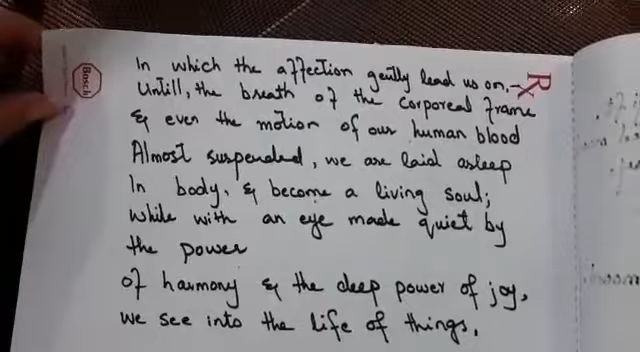 In which the affection gently lead us on,-
Untill, the breath of the corporeal frame
& even the motion of our human blood
Almost suspended, we are laid asleep
In body, & become a living soul;
while with an eye made quiet by
the power
of harmony & the deep power of joy,
we see into the life of things.
Bosch
Rx